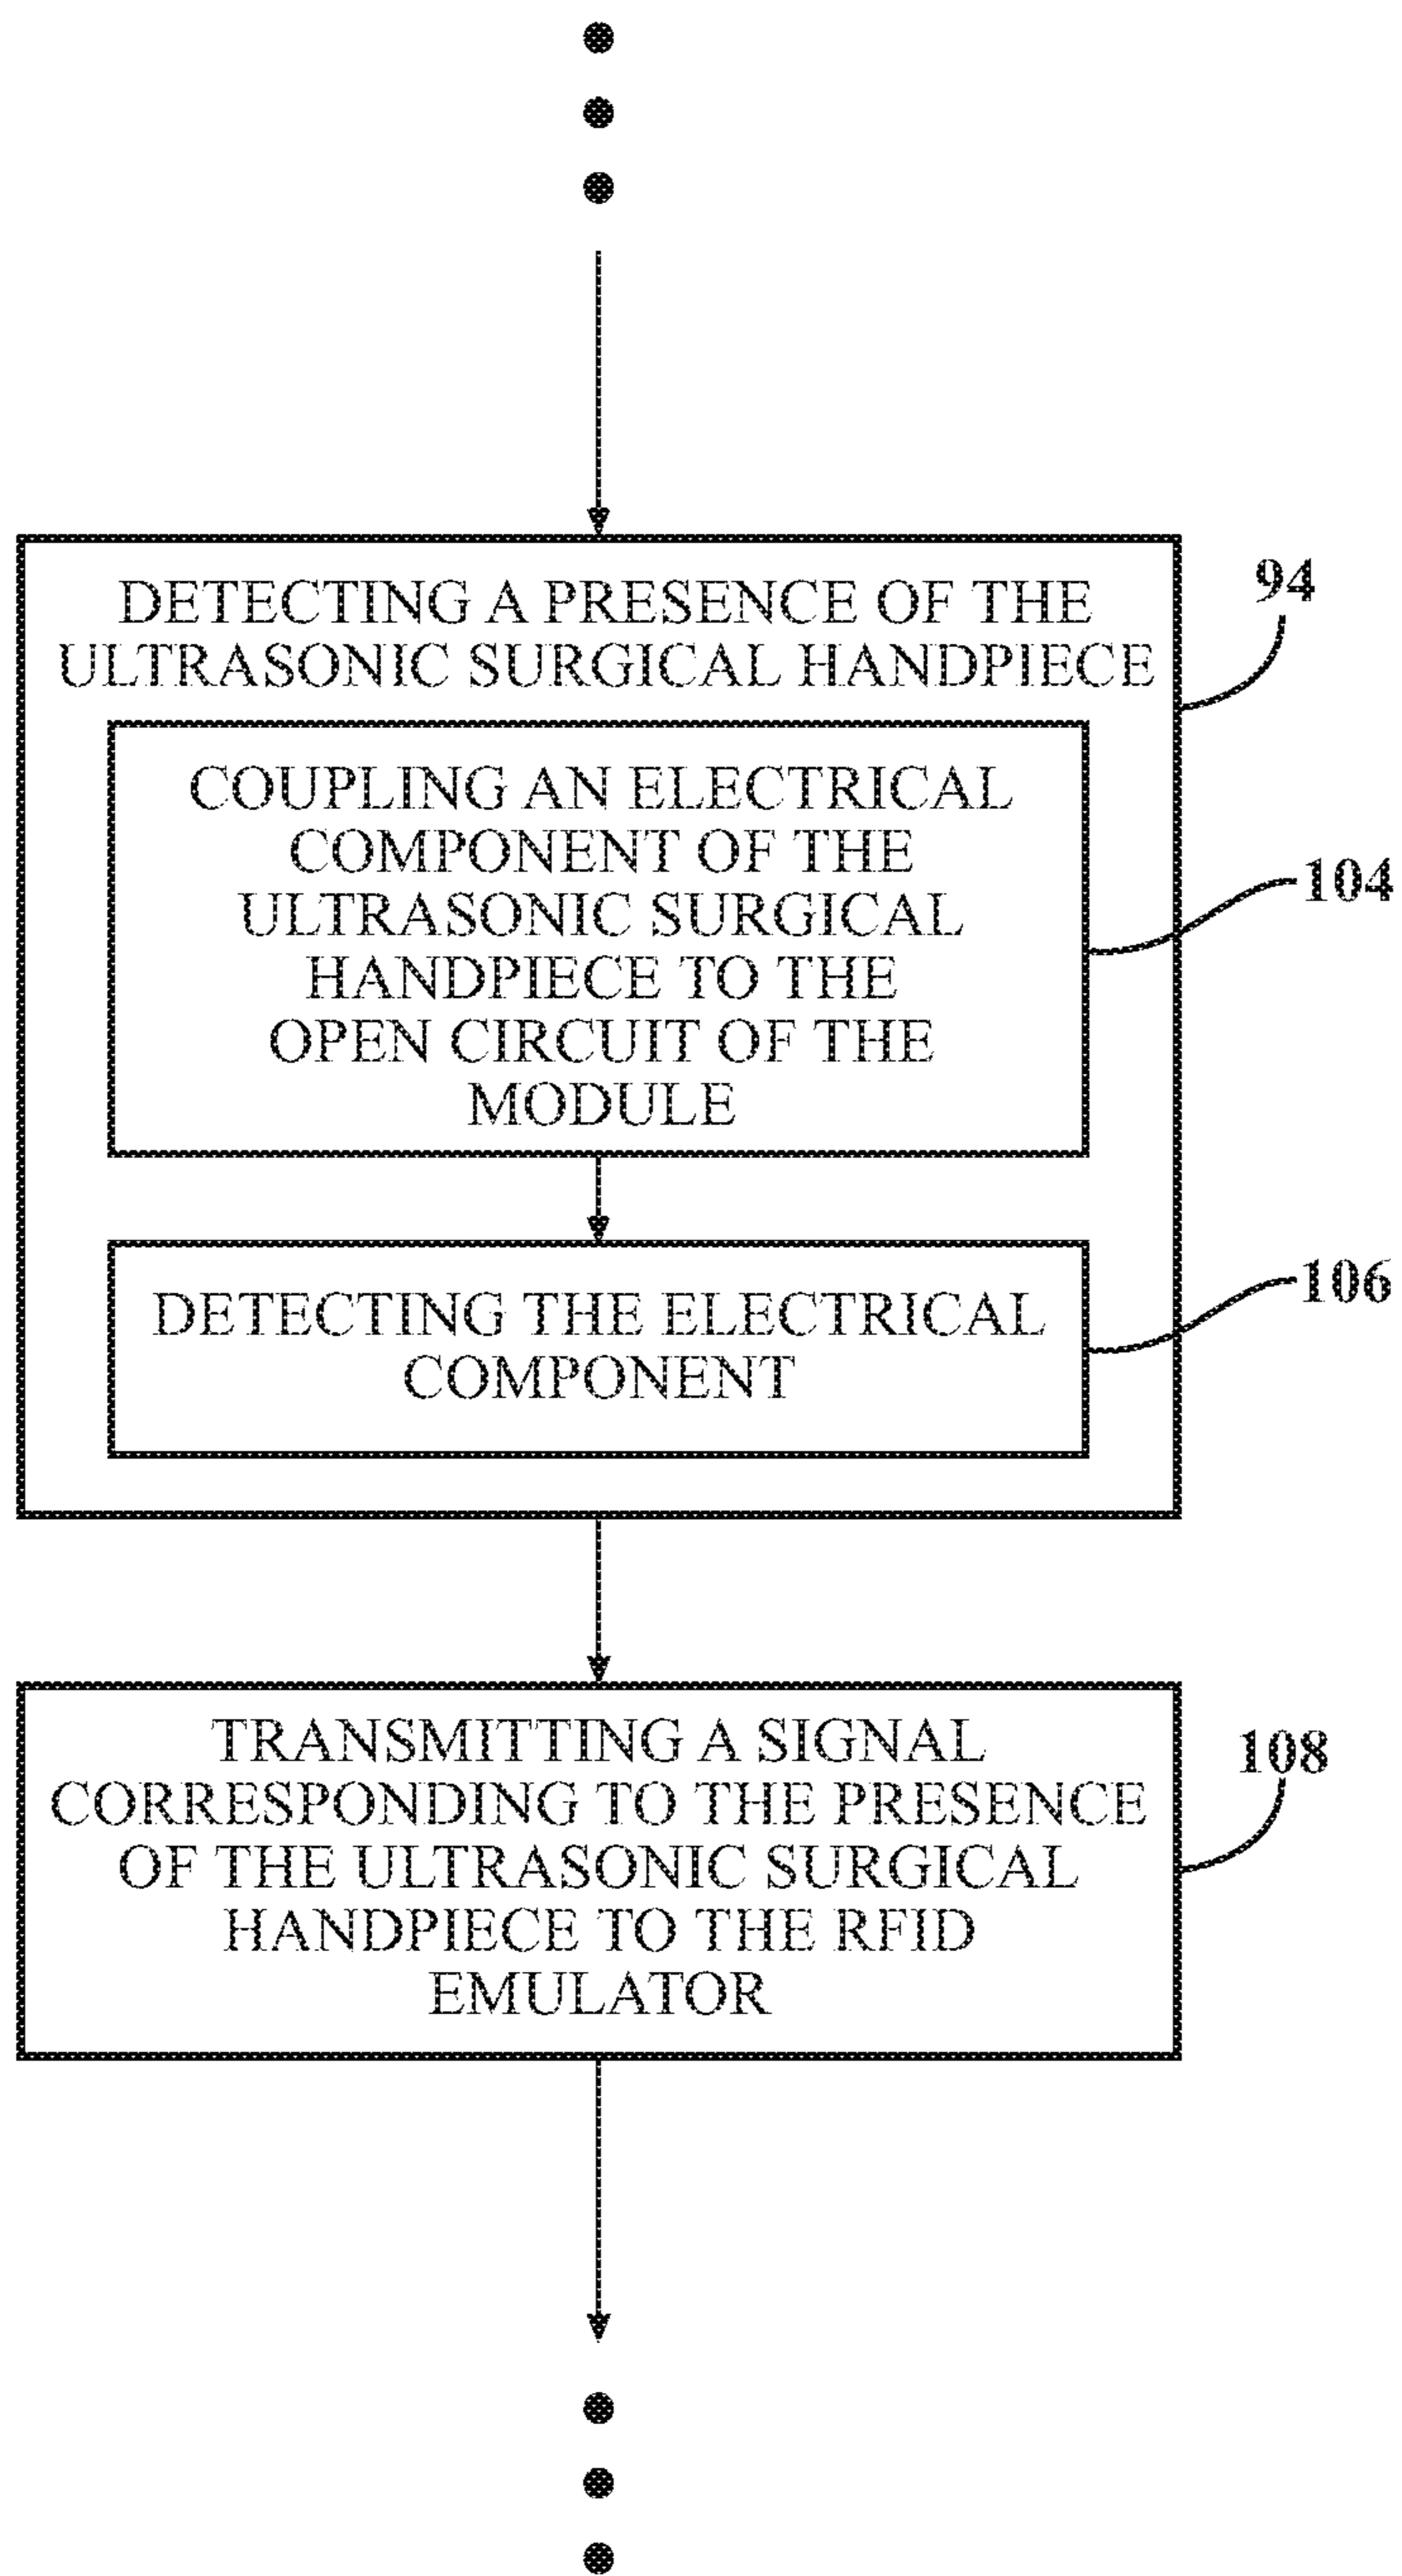 DETECTING A PRESENCE OF THE
ULTRASONIC SURGICAL HANDPIECE
94
COUPLING AN ELECTRICAL
COMPONENT OF THE
ULTRASONIC SURGICAL
HANDPIECE TO THE
OPEN CIRCUIT OF THE
MODULE
104
DETECTING THE ELECTRICAL
COMPONENT
106
TRANSMITTING A SIGNAL
CORRESPONDING TO THE PRESENCE
OF THE ULTRASONIC SURGICAL
HANDPIECE TO THE RFID
EMULATOR
108